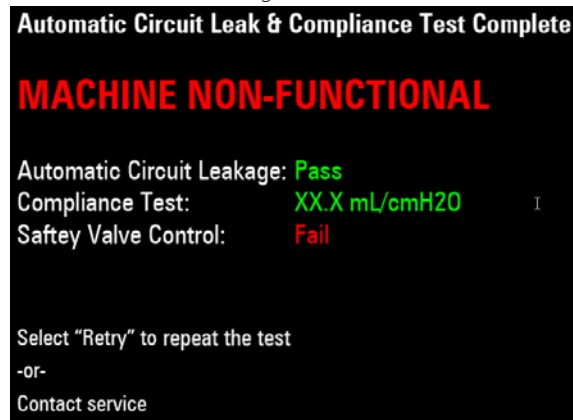 Automatic Circuit Leak & Compliance Test Complete
MACHINE NON-FUNCTIONAL
Automatic Circuit Leakage: Pass
Compliance Test: XX.X mL/cmH2O
Saftey Valve Control: Fail
Select “Retry” to repeat the test
-or-
Contact service